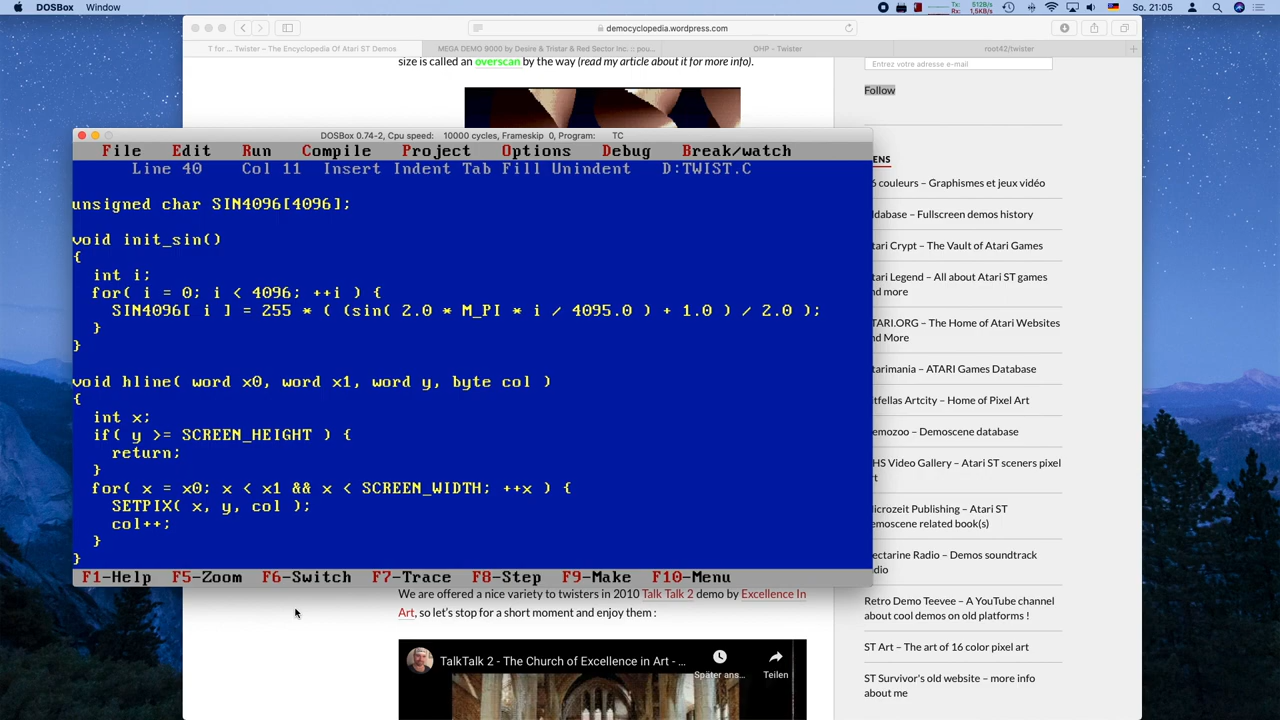 DOSBox Window
Tx: 512B/s
Rx: 1,5KB/s
So. 21:05
democyclopedia.wordpress.com
T for ... Twister – The Encyclopedia Of Atari ST Demos
MEGA DEMO 9000 by Desire & Tristar & Red Sector Inc. :: pou...
OHP - Twister
root42/twister
size is called an overscan by the way (read my article about it for more info).
Entrez votre adresse e-mail
Follow
DOSBox 0.74-2, Cpu speed: 10000 cycles, Frameskip 0, Program: TC
File Edit Run Compile Project Options Debug Break/watch
Line 40 Col 11 Insert Indent Tab Fill Unindent D:TWIST.C
unsigned char SIN4096[4096];
void init_sin()
{
int i;
for( i = 0; i < 4096; ++i ) {
SIN4096[ i ] = 255 * ( (sin( 2.0 * M_PI * i / 4095.0 ) + 1.0 ) / 2.0 );
}
}
void hline( word x0, word x1, word y, byte col )
{
int x;
if( y >= SCREEN_HEIGHT ) {
return;
}
for( x = x0; x < x1 && x < SCREEN_WIDTH; ++x ) {
SETPIX( x, y, col );
col++;
}
}
F1-Help F5-Zoom F6-Switch F7-Trace F8-Step F9-Make F10-Menu
ENS
6 couleurs – Graphismes et jeux vidéo
ldabase – Fullscreen demos history
tari Crypt – The Vault of Atari Games
tari Legend – All about Atari ST games
nd more
TARI.ORG – The Home of Atari Websites
nd More
tarimania – ATARI Games Database
itfellas Artcity – Home of Pixel Art
emozoo – Demoscene database
HS Video Gallery – Atari ST sceners pixel
rt
icrozeit Publishing – Atari ST
emoscene related book(s)
ectarine Radio – Demos soundtrack
adio
Retro Demo Teevee – A YouTube channel
about cool demos on old platforms !
ST Art – The art of 16 color pixel art
ST Survivor's old website – more info
about me
We are offered a nice variety to twisters in 2010 Talk Talk 2 demo by Excellence In
Art, so let's stop for a short moment and enjoy them :
TalkTalk 2 - The Church of Excellence in Art - ...
Später ans...
Teilen